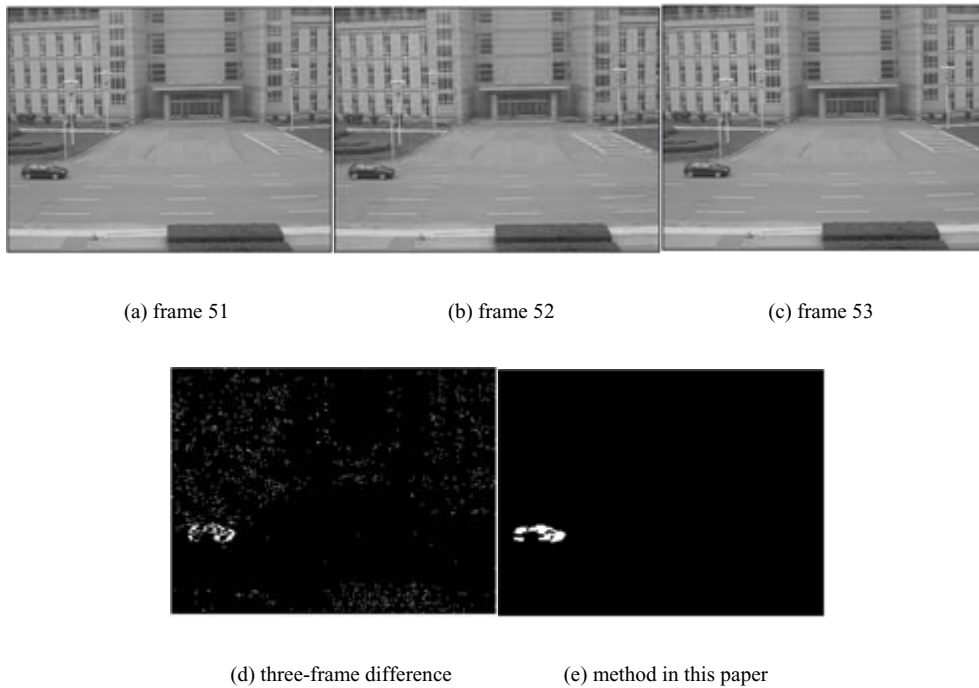 (a) frame 51
(b) frame 52
(c) frame 53
(d) three-frame difference
(e) method in this paper